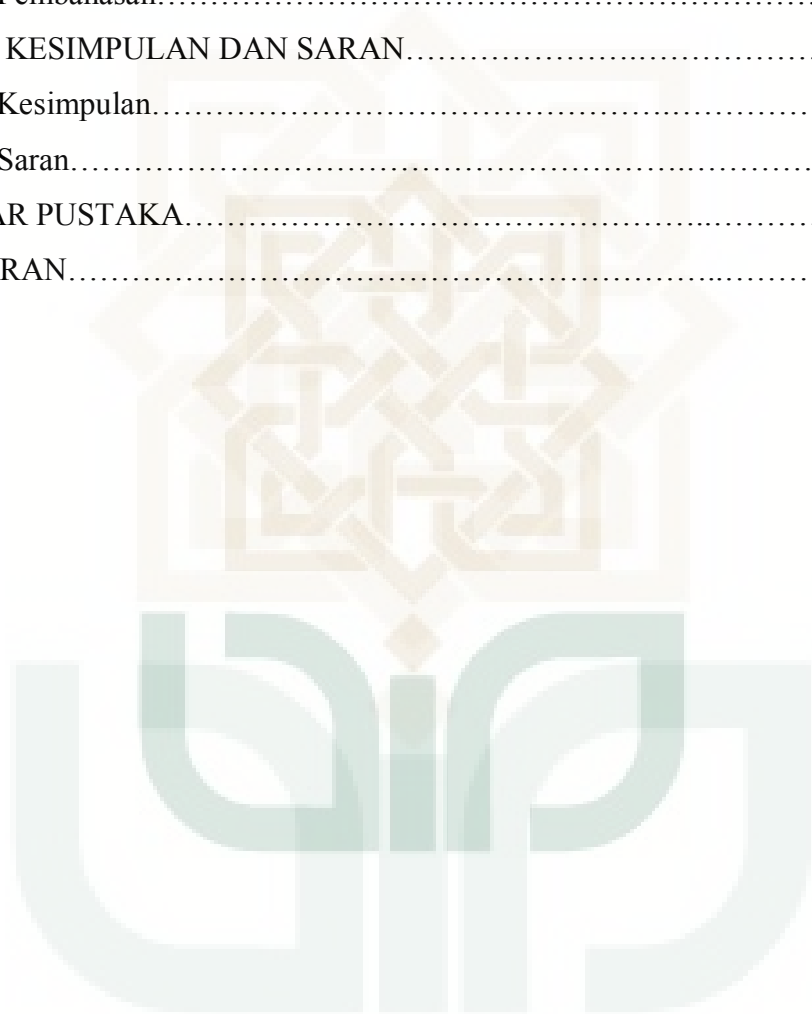 Pembahasan……………………………………………………………………
KESIMPULAN DAN SARAN………………….………………
Kesimpulan……………………………………………….…………
Saran…………………………………………………….…………
AR PUSTAKA…………………………………………..………
RAN………………………………………………………..………